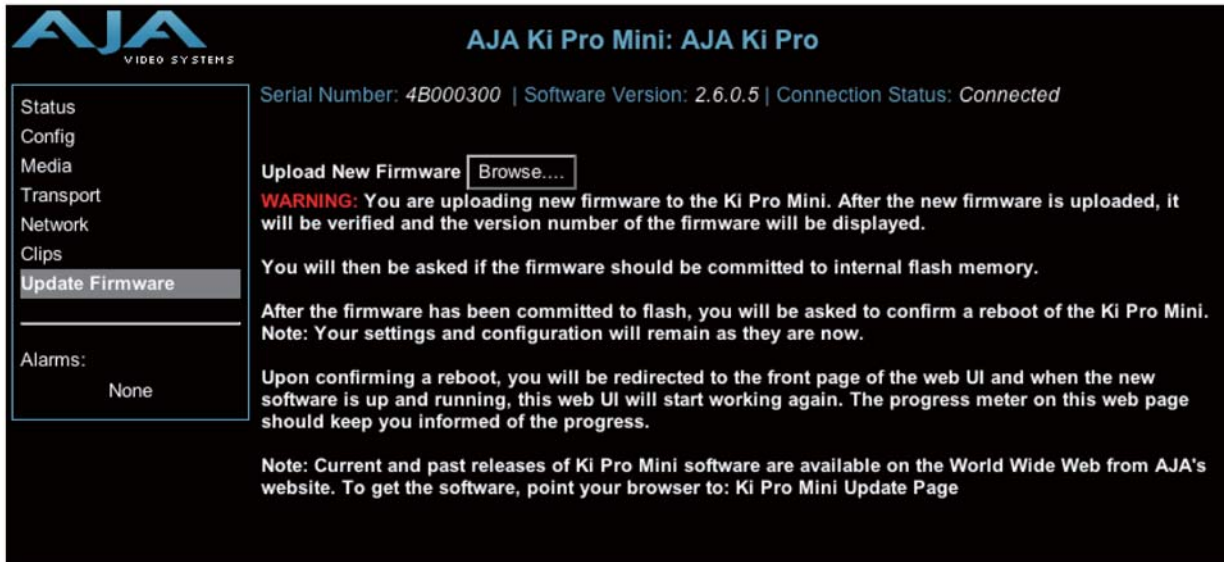 AJA
VIDEO SYSTEMS
AJA Ki Pro Mini: AJA Ki Pro
Serial Number: 4B000300 | Software Version: 2.6.0.5 | Connection Status: Connected
Status
Config
Media
Transport
Network
Clips
Update Firmware
Alarms:
None
Upload New Firmware Browse....
WARNING: You are uploading new firmware to the Ki Pro Mini. After the new firmware is uploaded, it
will be verified and the version number of the firmware will be displayed.
You will then be asked if the firmware should be committed to internal flash memory.
After the firmware has been committed to flash, you will be asked to confirm a reboot of the Ki Pro Mini.
Note: Your settings and configuration will remain as they are now.
Upon confirming a reboot, you will be redirected to the front page of the web UI and when the new
software is up and running, this web UI will start working again. The progress meter on this web page
should keep you informed of the progress.
Note: Current and past releases of Ki Pro Mini software are available on the World Wide Web from AJA's
website. To get the software, point your browser to: Ki Pro Mini Update Page